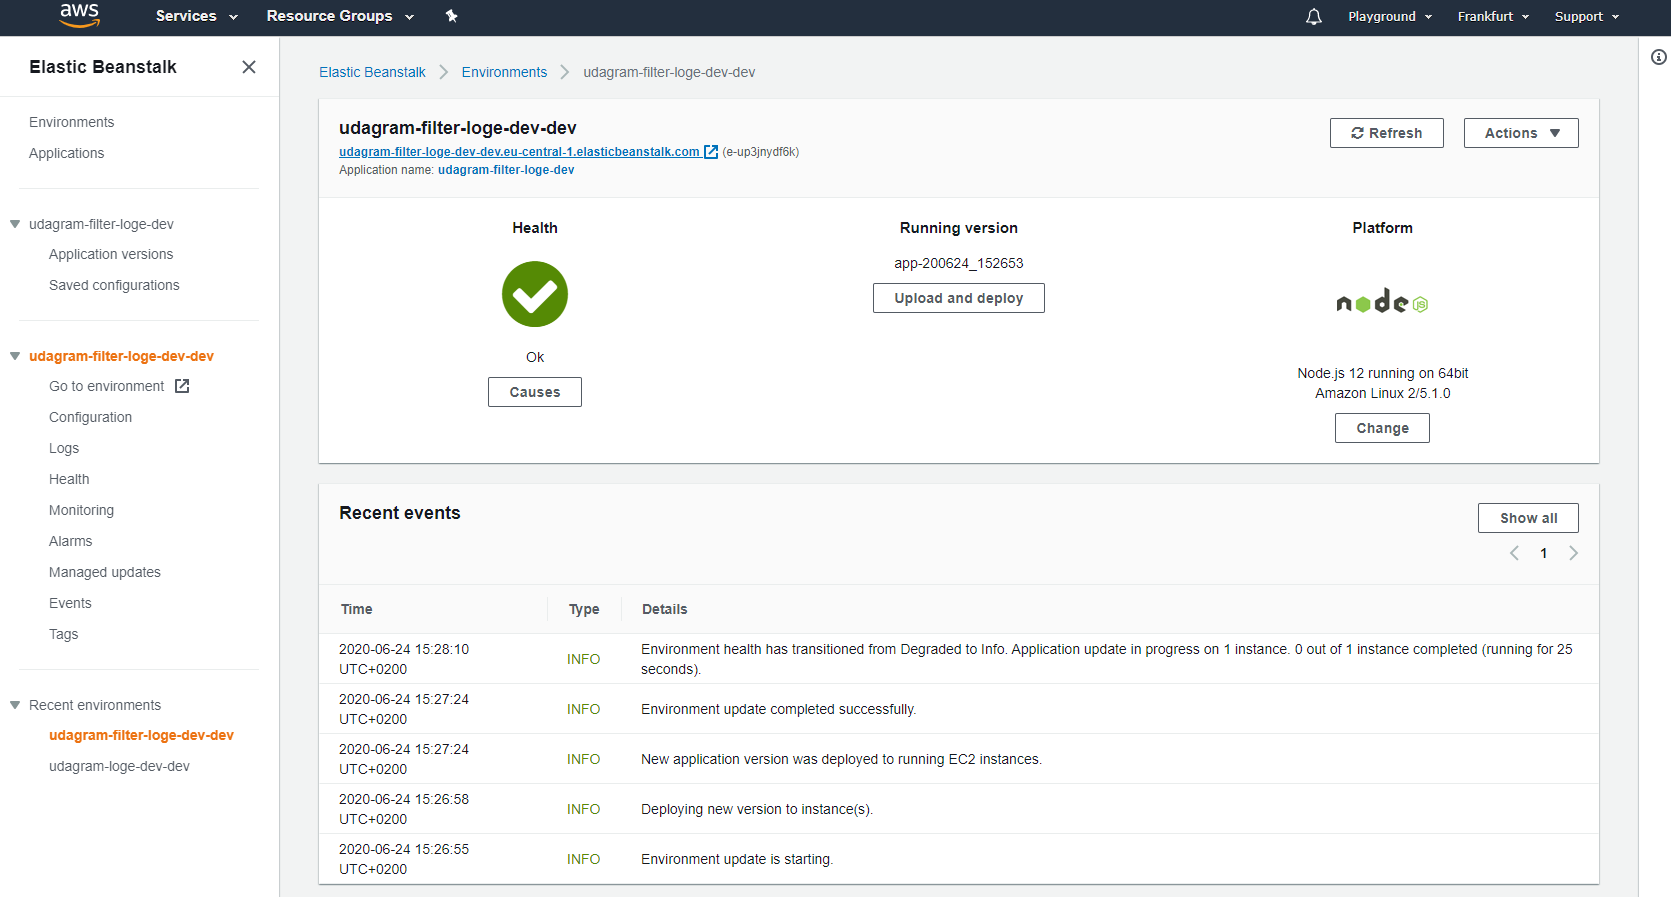 aws
Services
Resource Groups
Playground
Frankfurt
Support
Elastic Beanstalk
Environments
Applications
udagram-filter-loge-dev
Application versions
Saved configurations
udagram-filter-loge-dev-dev
Go to environment
Configuration
Logs
Health
Monitoring
Alarms
Managed updates
Events
Tags
Recent environments
udagram-filter-loge-dev-dev
udagram-loge-dev-dev
Elastic Beanstalk
Environments
udagram-filter-loge-dev-dev
udagram-filter-loge-dev-dev
udagram-filter-loge-dev-dev.eu-central-1.elasticbeanstalk.com (e-up3jnydf6k)
Application name: udagram-filter-loge-dev
Refresh
Actions
Health
Ok
Causes
Running version
app-200624_152653
Upload and deploy
Platform
node JS
Node.js 12 running on 64bit
Amazon Linux 2/5.1.0
Change
Recent events
Show all
1
Time Type Details
2020-06-24 15:28:10
UTC+0200
INFO
Environment health has transitioned from Degraded to Info. Application update in progress on 1 instance. 0 out of 1 instance completed (running for 25
seconds).
2020-06-24 15:27:24
UTC+0200
INFO
Environment update completed successfully.
2020-06-24 15:27:24
UTC+0200
INFO
New application version was deployed to running EC2 instances.
2020-06-24 15:26:58
UTC+0200
INFO
Deploying new version to instance(s).
2020-06-24 15:26:55
UTC+0200
INFO
Environment update is starting.